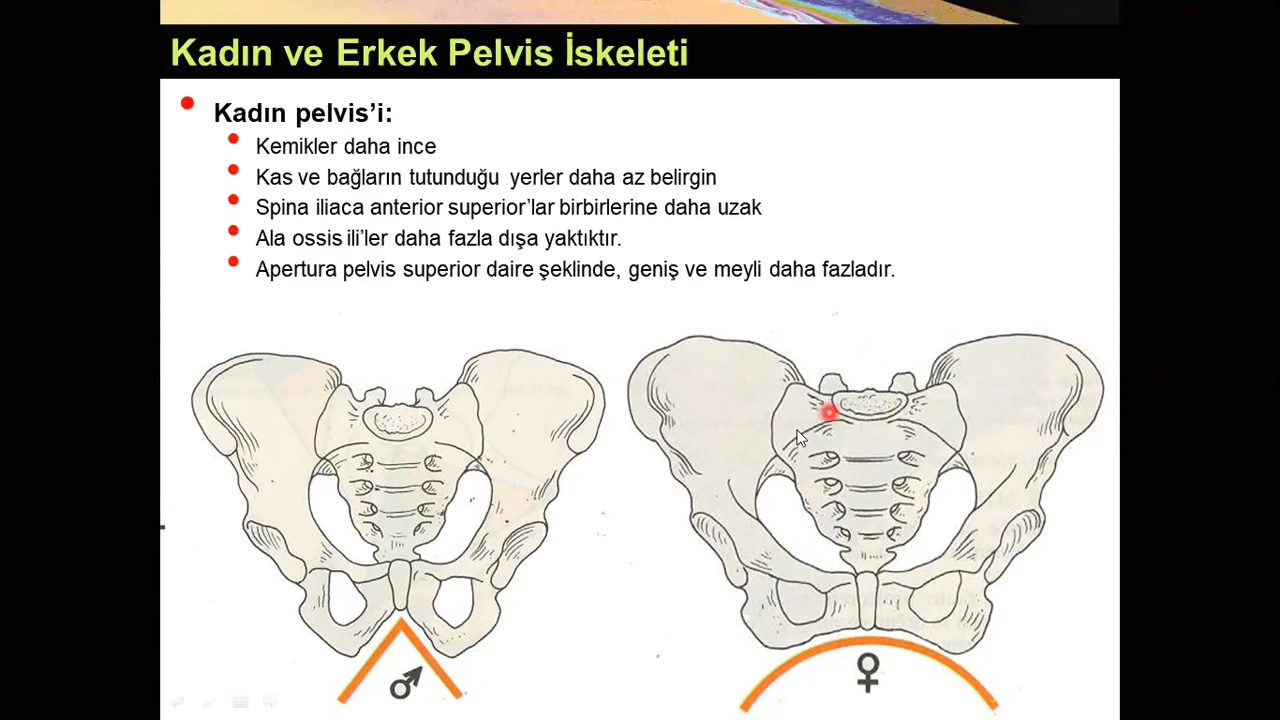 Kadın ve Erkek Pelvis İskeleti
Kadın pelvis’i:
Kemikler daha ince
Kas ve bağların tutunduğu yerler daha az belirgin
Spina iliaca anterior superior’lar birbirlerine daha uzak
Ala ossis ili’ler daha fazla dışa yaktıktır.
Apertura pelvis superior daire şeklinde, geniş ve meyli daha fazladır.
♂
♀